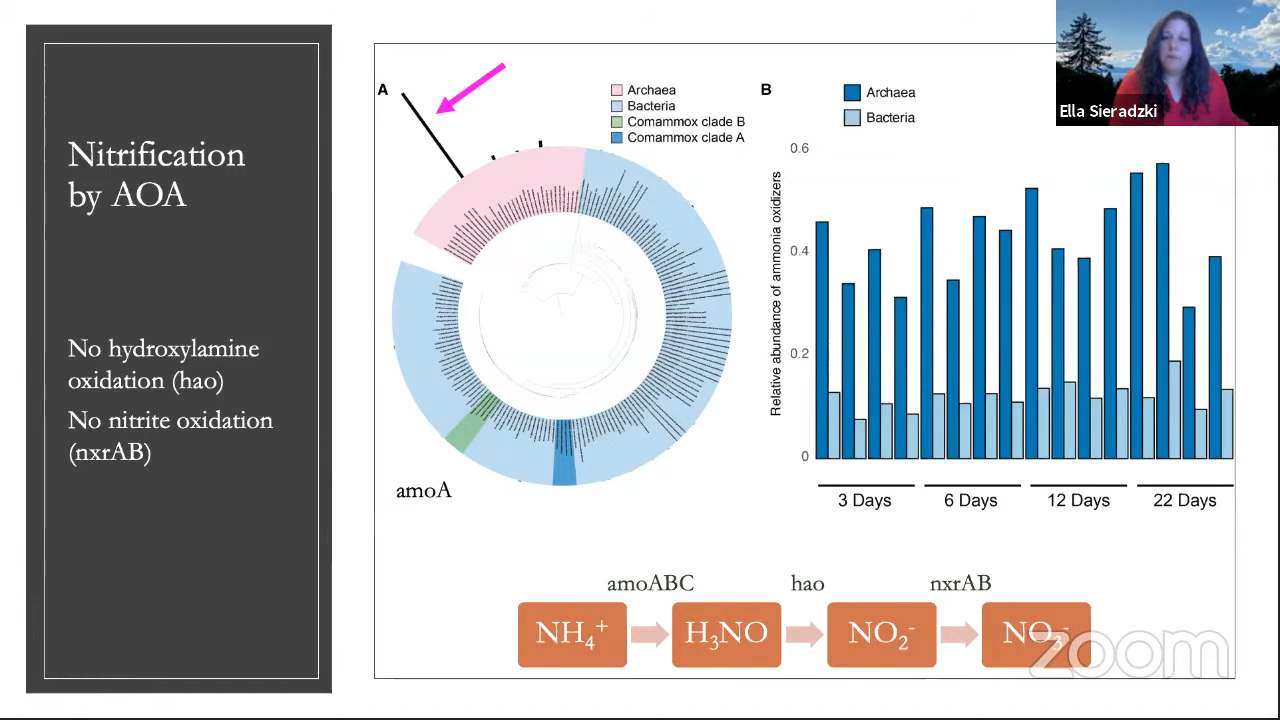 Nitrification
by AOA
No hydroxylamine
oxidation (hao)
No nitrite oxidation
(nxrAB)
A
Archaea
Bacteria
Comammox clade B
Comammox clade A
amoA
B
Archaea
Bacteria
Relative abundance of ammonia oxidizers
0.6
0.4
0.2
0
3 Days
6 Days
12 Days
22 Days
amoABC
hao
nxrAB
NH₄⁺
H₃NO
NO₂⁻
NO₃⁻
Ella Sieradzki
zoom